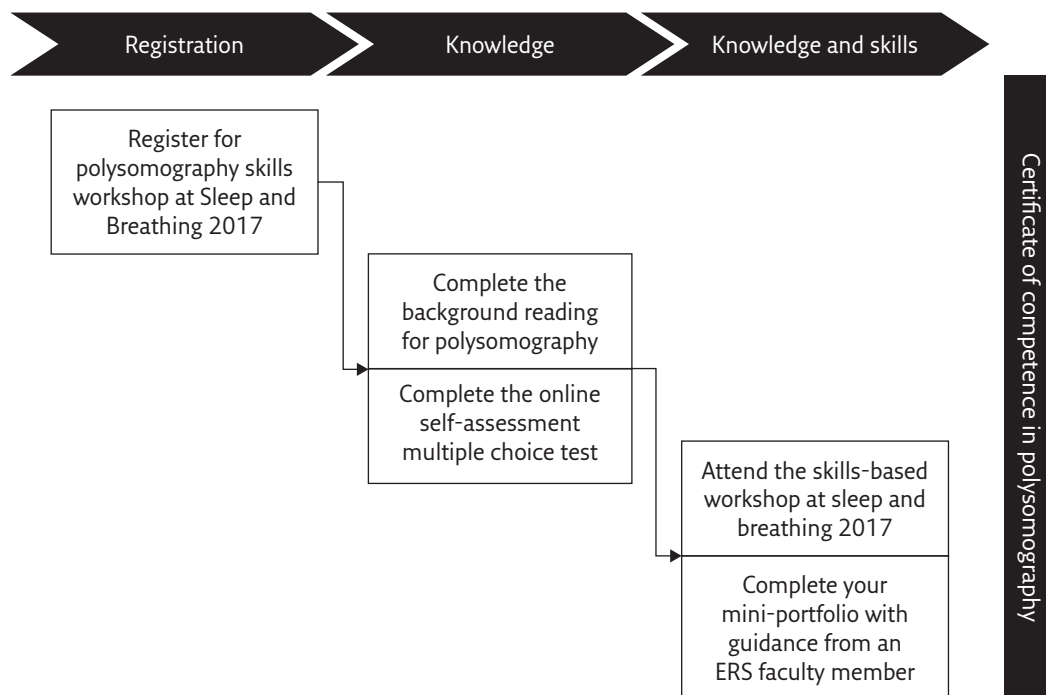 Registration
Knowledge
Knowledge and skills
Register for
polysomography skills
workshop at Sleep and
Breathing 2017
Complete the
background reading
for polysomography
Complete the online
self-assessment
multiple choice test
Attend the skills-based
workshop at sleep and
breathing 2017
Complete your
mini-portfolio with
guidance from an
ERS faculty member
Certificate of competence in polysomography